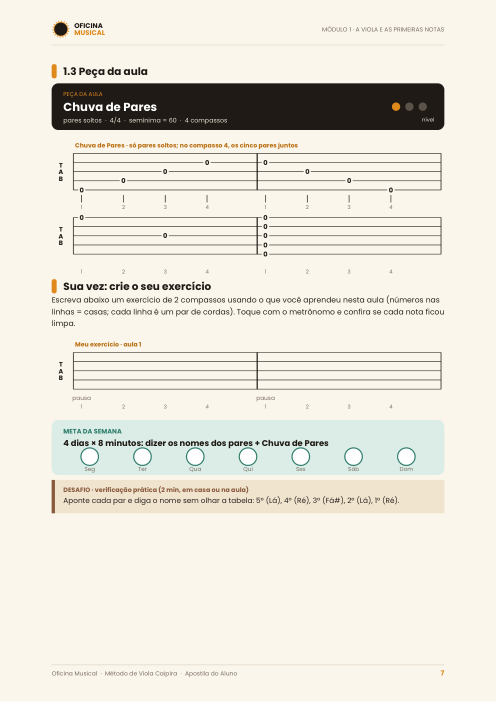 OFICINA
MUSICAL
MÓDULO 1 · A VIOLA E AS PRIMEIRAS NOTAS
1.3 Peça da aula
PEÇA DA AULA
Chuva de Pares
pares soltos · 4/4 · semínima = 60 · 4 compassos
nível
Chuva de Pares · só pares soltos; no compasso 4, os cinco pares juntos
T
A
B
0 0 0 0 0 0 0 0
1 2 3 4 1 2 3 4
T
A
B
0 0 0 0 0 0 0
1 2 3 4 1 2 3 4
Sua vez: crie o seu exercício
Escreva abaixo um exercício de 2 compassos usando o que você aprendeu nesta aula (números nas
linhas = casas; cada linha é um par de cordas). Toque com o metrônomo e confira se cada nota ficou
limpa.
Meu exercício · aula 1
T
A
B
pausa pausa
1 2 3 4 1 2 3 4
META DA SEMANA
4 dias × 8 minutos: dizer os nomes dos pares + Chuva de Pares
Seg Ter Qua Qui Sex Sáb Dom
DESAFIO · verificação prática (2 min, em casa ou na aula)
Aponte cada par e diga o nome sem olhar a tabela: 5º (Lá), 4º (Ré), 3º (Fá#), 2º (Lá), 1º (Ré).
Oficina Musical · Método de Viola Caipira · Apostila do Aluno
7